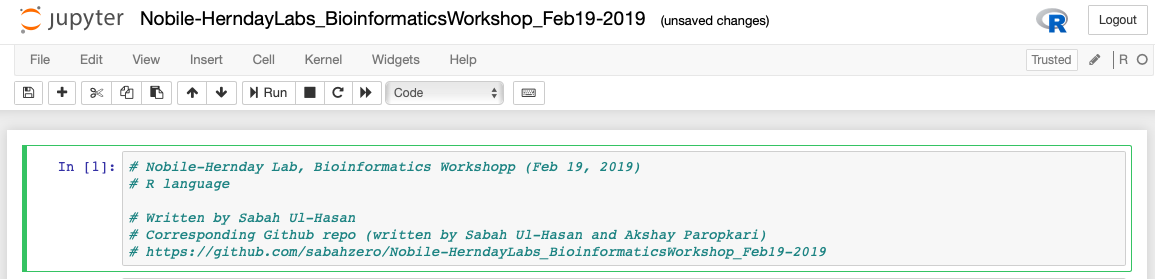 jupyter Nobile-HerndayLabs_BioinformaticsWorkshop_Feb19-2019 (unsaved changes) R Logout
File Edit View Insert Cell Kernel Widgets Help Trusted R
Run Code
In [1]: # Nobile-Hernday Lab, Bioinformatics Workshopp (Feb 19, 2019)
# R language
# Written by Sabah Ul-Hasan
# Corresponding Github repo (written by Sabah Ul-Hasan and Akshay Paropkari)
# https://github.com/sabahzero/Nobile-HerndayLabs_BioinformaticsWorkshop_Feb19-2019